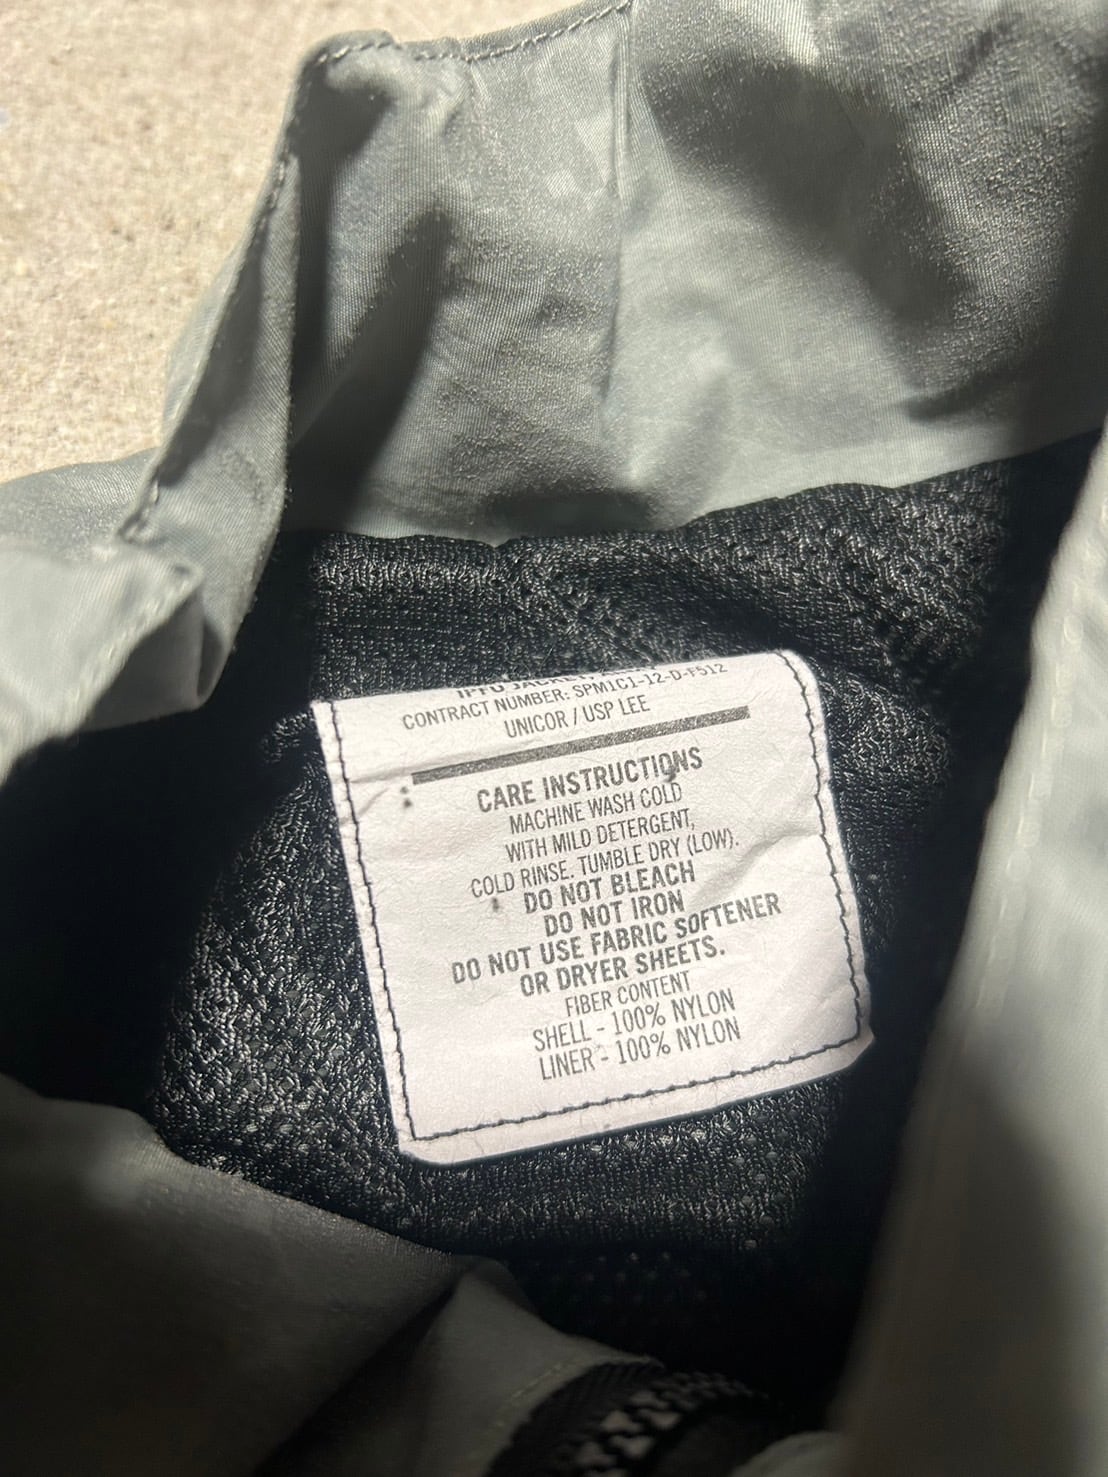 IPFU JACKET,
CONTRACT NUMBER: SPM1C1-12-D-F512
UNICOR / USP LEE
CARE INSTRUCTIONS
MACHINE WASH COLD
WITH MILD DETERGENT,
COLD RINSE. TUMBLE DRY (LOW).
DO NOT BLEACH
DO NOT IRON
DO NOT USE FABRIC SOFTENER
OR DRYER SHEETS.
FIBER CONTENT
SHELL - 100% NYLON
LINER - 100% NYLON